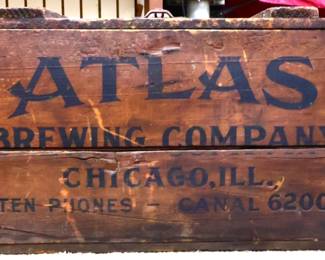 ATLAS
BREWING COMPANY
CHICAGO, ILL.
TEN PHONES - CANAL 6200